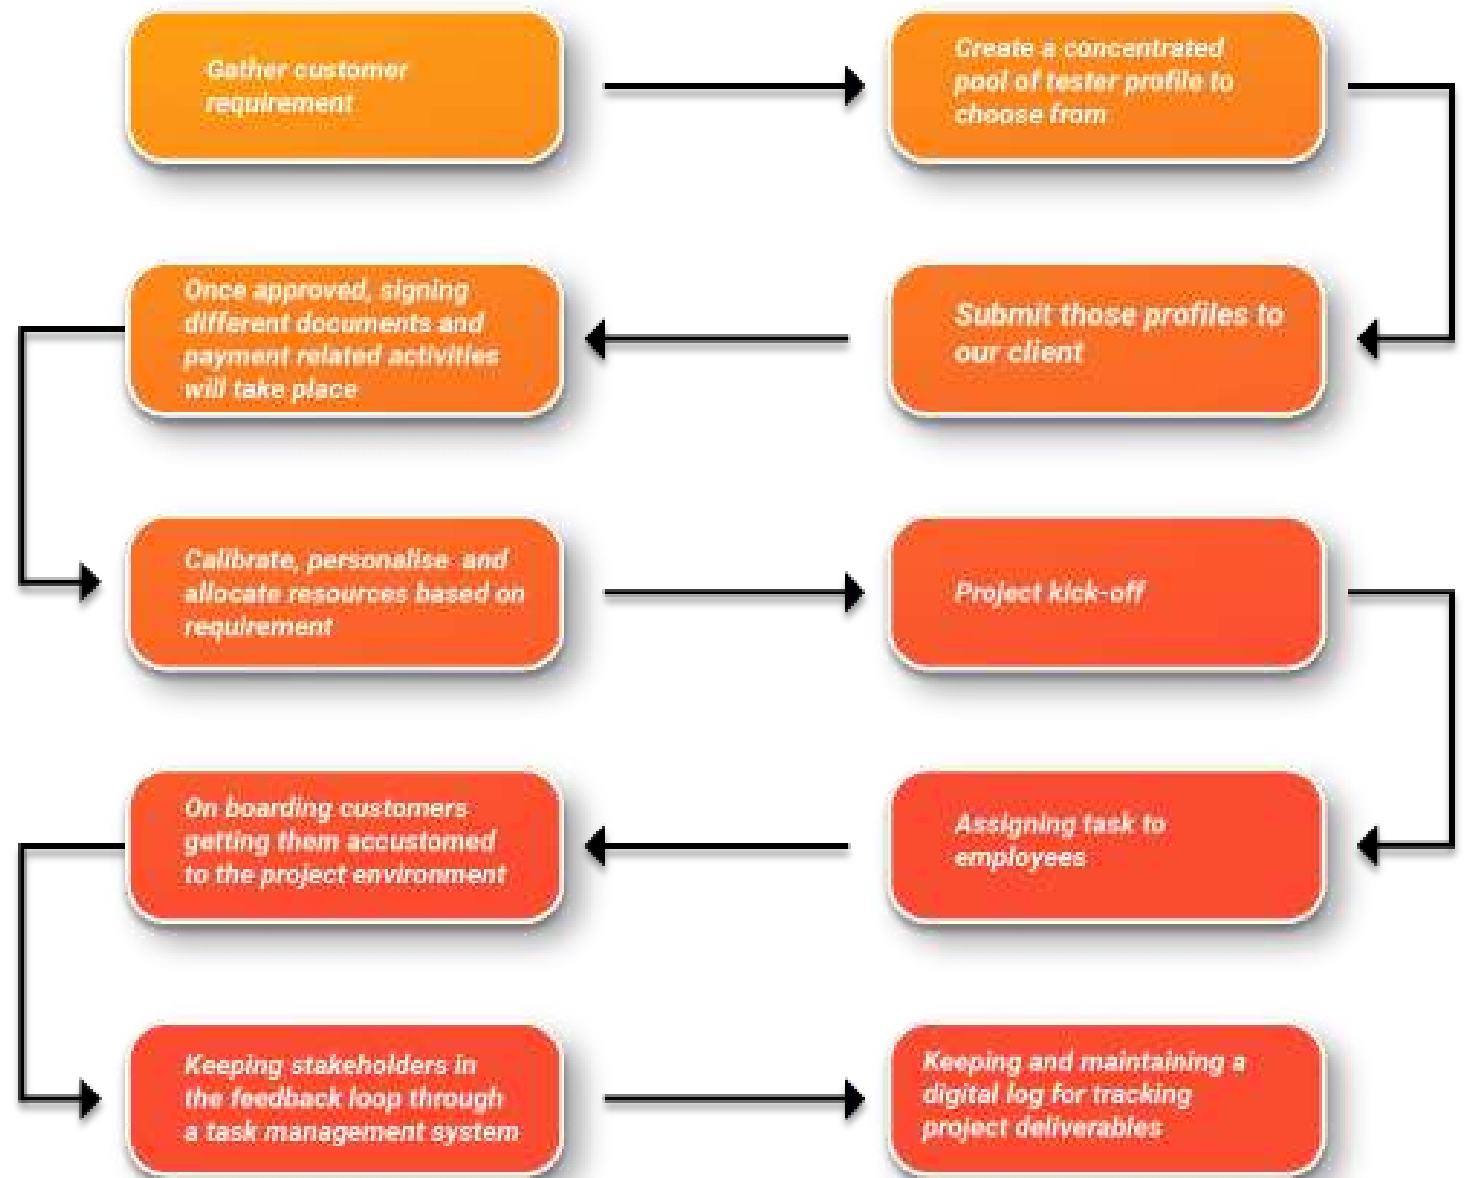 Gather customer
requirement
Create a concentrated
pool of tester profile to
choose from
Submit those profiles to
our client
Once approved, signing
different documents and
payment related activities
will take place
Calibrate, personalise and
allocate resources based on
requirement
Project kick-off
Assigning task to
employees
On boarding customers
getting them accustomed
to the project environment
Keeping stakeholders in
the feedback loop through
a task management system
Keeping and maintaining a
digital log for tracking
project deliverables